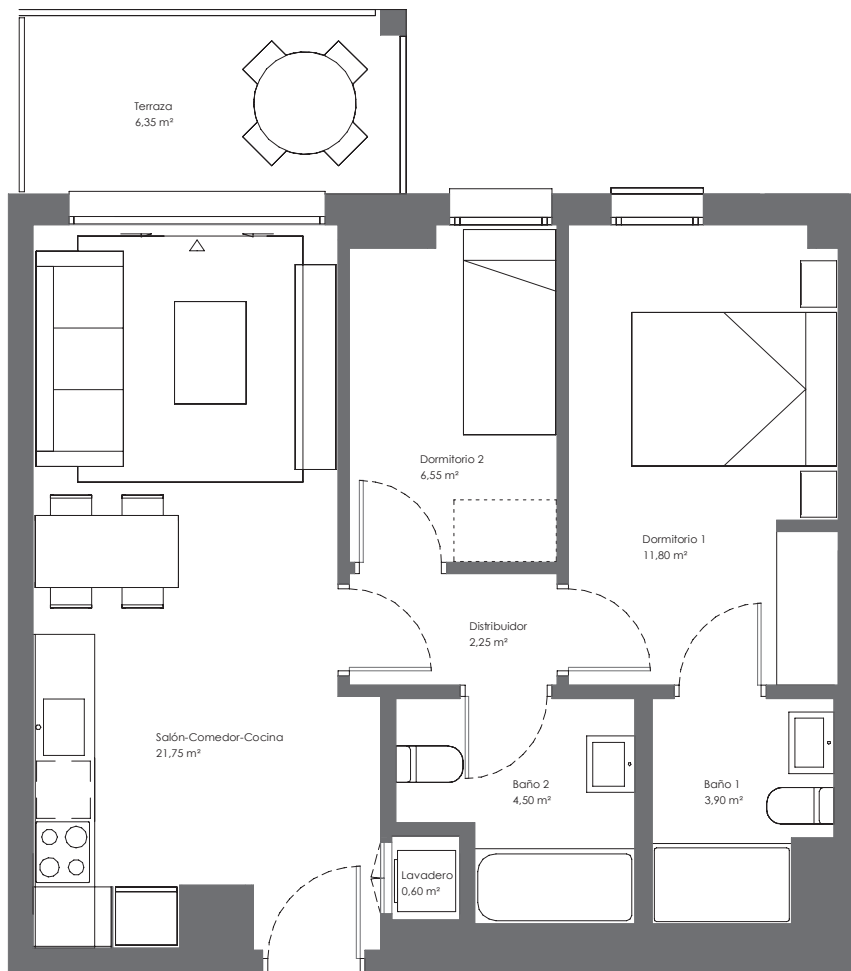 Terraza
6,35 m²
Dormitorio 2
6,55 m²
Dormitorio 1
11,80 m²
Distribuidor
2,25 m²
Salón-Comedor-Cocina
21,75 m²
Baño 2
4,50 m²
Baño 1
3,90 m²
Lavadero
0,60 m²